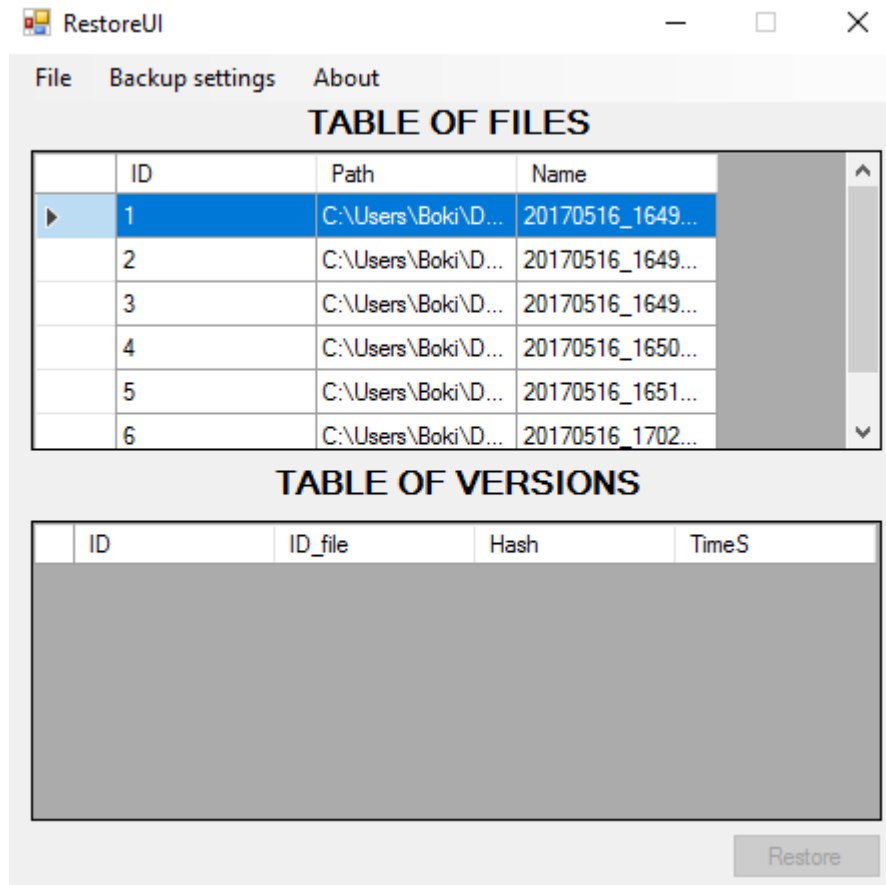 RestoreUI
File Backup settings About
TABLE OF FILES
ID Path Name
1 C:\Users\Boki\D... 20170516_1649...
2 C:\Users\Boki\D... 20170516_1649...
3 C:\Users\Boki\D... 20170516_1649...
4 C:\Users\Boki\D... 20170516_1650...
5 C:\Users\Boki\D... 20170516_1651...
6 C:\Users\Boki\D... 20170516_1702...
TABLE OF VERSIONS
ID ID_file Hash TimeS
Restore